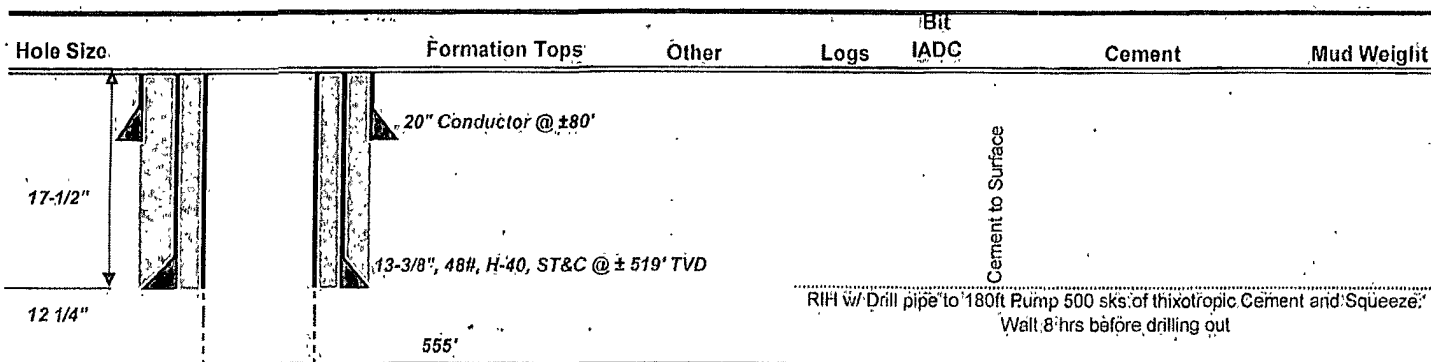 Bit
Hole Size Formation Tops Other Logs IADC Cement Mud Weight
20" Conductor @ ±80'
17-1/2"
Cement to Surface
13-3/8", 48#, H-40, ST&C @ ± 519' TVD
RIH w/ Drill pipe to 180ft Pump 500 sks of thixotropic Cement and Squeeze.
12 1/4"
Wait 8 hrs before drilling out
555'